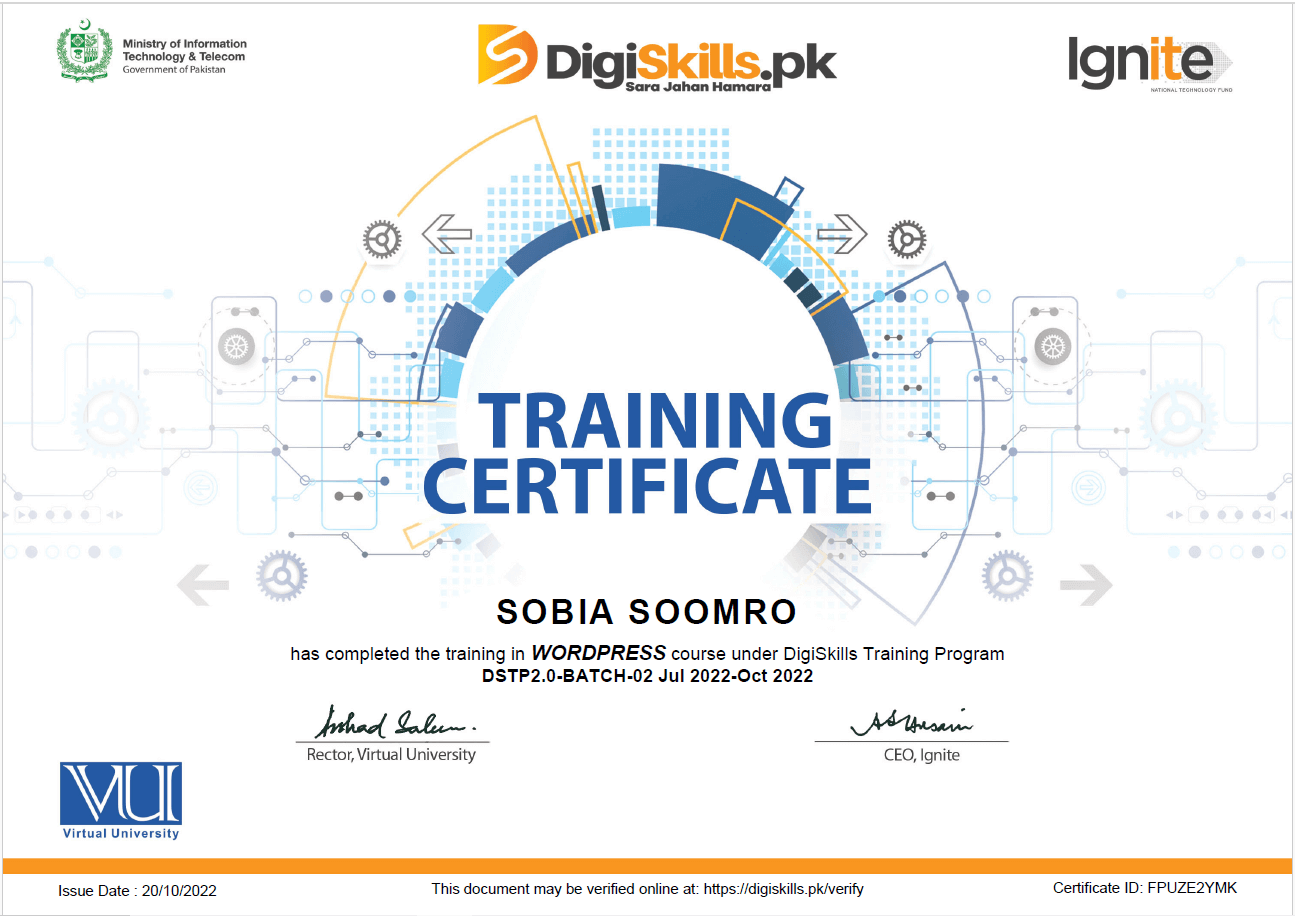 Ministry of Information
Technology & Telecom
Government of Pakistan
DigiSkills.pk
Sara Jahan Hamara
Ignite
NATIONAL TECHNOLOGY FUND
TRAINING
CERTIFICATE
SOBIA SOOMRO
has completed the training in WORDPRESS course under DigiSkills Training Program
DSTP2.0-BATCH-02 Jul 2022-Oct 2022
Rector, Virtual University
CEO, Ignite
VU
Virtual University
Issue Date : 20/10/2022
This document may be verified online at: https://digiskills.pk/verify
Certificate ID: FPUZE2YMK